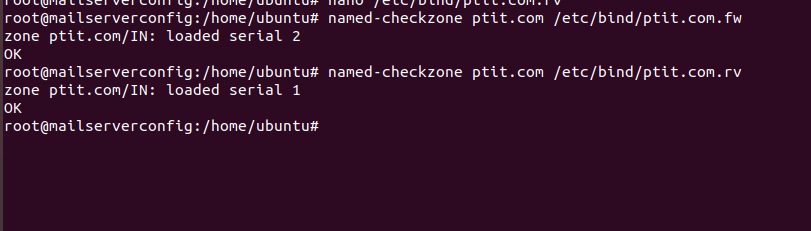 root@mailserverconfig:/home/ubuntu# nano /etc/bind/ptit.com.rv
root@mailserverconfig:/home/ubuntu# named-checkzone ptit.com /etc/bind/ptit.com.fw
zone ptit.com/IN: loaded serial 2
OK
root@mailserverconfig:/home/ubuntu# named-checkzone ptit.com /etc/bind/ptit.com.rv
zone ptit.com/IN: loaded serial 1
OK
root@mailserverconfig:/home/ubuntu#